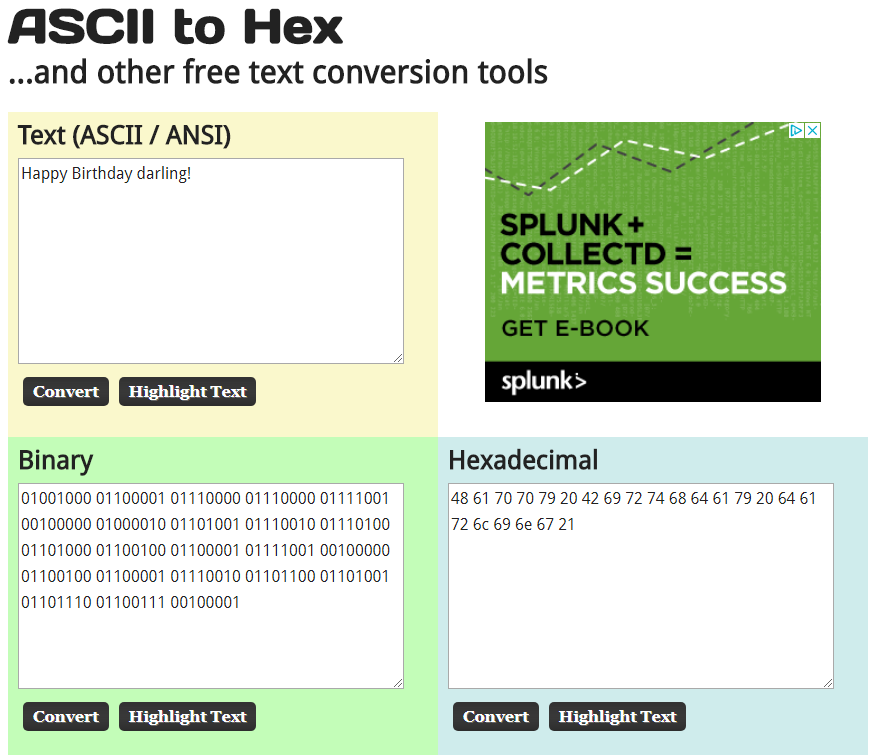 ASCII to Hex
...and other free text conversion tools
Text (ASCII / ANSI)
Happy Birthday darling!
Convert Highlight Text
SPLUNK+
COLLECTD =
METRICS SUCCESS
GET E-BOOK
splunk>
Binary
01001000 01100001 01110000 01110000 01111001
00100000 01000010 01101001 01110010 01110100
01101000 01100100 01100001 01111001 00100000
01100100 01100001 01110010 01101100 01101001
01101110 01100111 00100001
Convert Highlight Text
Hexadecimal
48 61 70 70 79 20 42 69 72 74 68 64 61 79 20 64 61
72 6c 69 6e 67 21
Convert Highlight Text